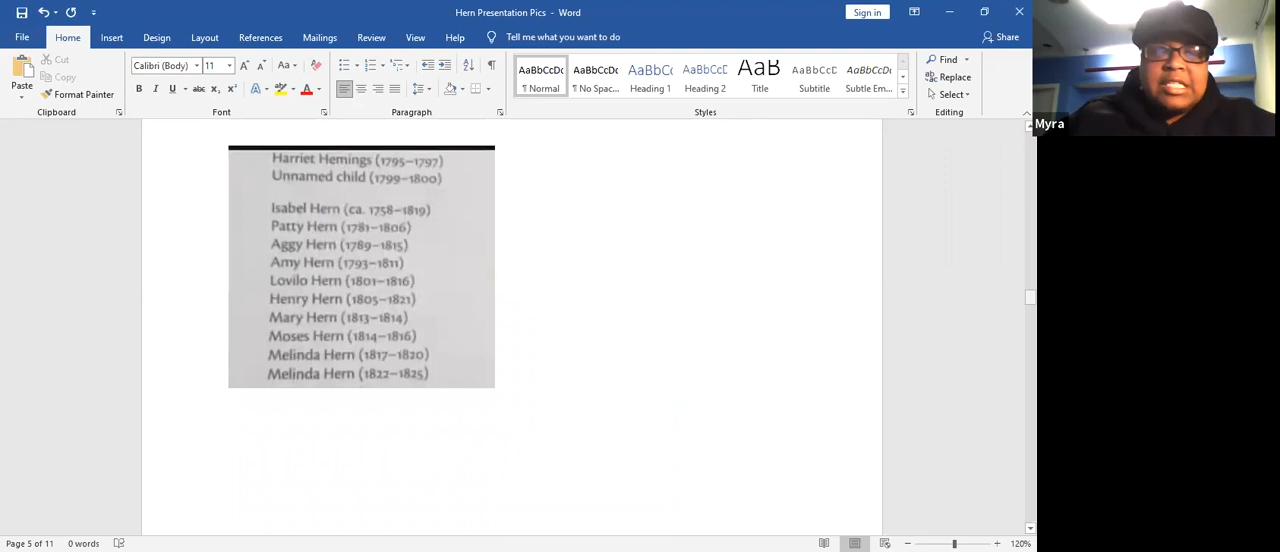 Hern Presentation Pics - Word
Sign in
File
Home
Insert
Design
Layout
References
Mailings
Review
View
Help
Tell me what you want to do
Share
Paste
Cut
Copy
Format Painter
Clipboard
Calibri (Body)
11
Font
Paragraph
AaBbCcDc
¶ Normal
AaBbCcDc
¶ No Spac...
AaBbCc
Heading 1
AaBbCcD
Heading 2
AaB
Title
AaBbCcD
Subtitle
AaBbCcDc
Subtle Em...
Styles
Find
Replace
Select
Editing
Myra
Harriet Hemings (1795–1797)
Unnamed child (1799–1800)
Isabel Hern (ca. 1758–1819)
Patty Hern (1781–1806)
Aggy Hern (1789–1815)
Amy Hern (1793–1811)
Lovilo Hern (1801–1816)
Henry Hern (1805–1821)
Mary Hern (1813–1814)
Moses Hern (1814–1816)
Melinda Hern (1817–1820)
Melinda Hern (1822–1825)
Page 5 of 11
0 words
120%